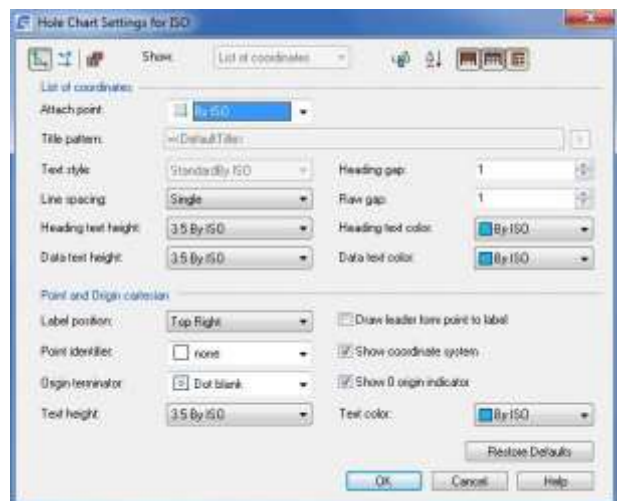 Hole Chart Settings for ISO
Show: List of coordinates
List of coordinates
Attach point: By ISO
Title pattern: <<DefaultTitle>
Text style: StandardBy ISO Heading gap: 1
Line spacing: Single Raw gap: 1
Heading text height: 3.5 By ISO Heading text color: By ISO
Data text height: 3.5 By ISO Data text color: By ISO
Point and Origin cartesian
Label position: Top Right Draw leader form point to label
Point identifier: none Show coordinate system
Origin terminator Dot blank Show 0 origin indicator
Text height: 3.5 By ISO Text color: By ISO
Restore Defaults
OK Cancel Help